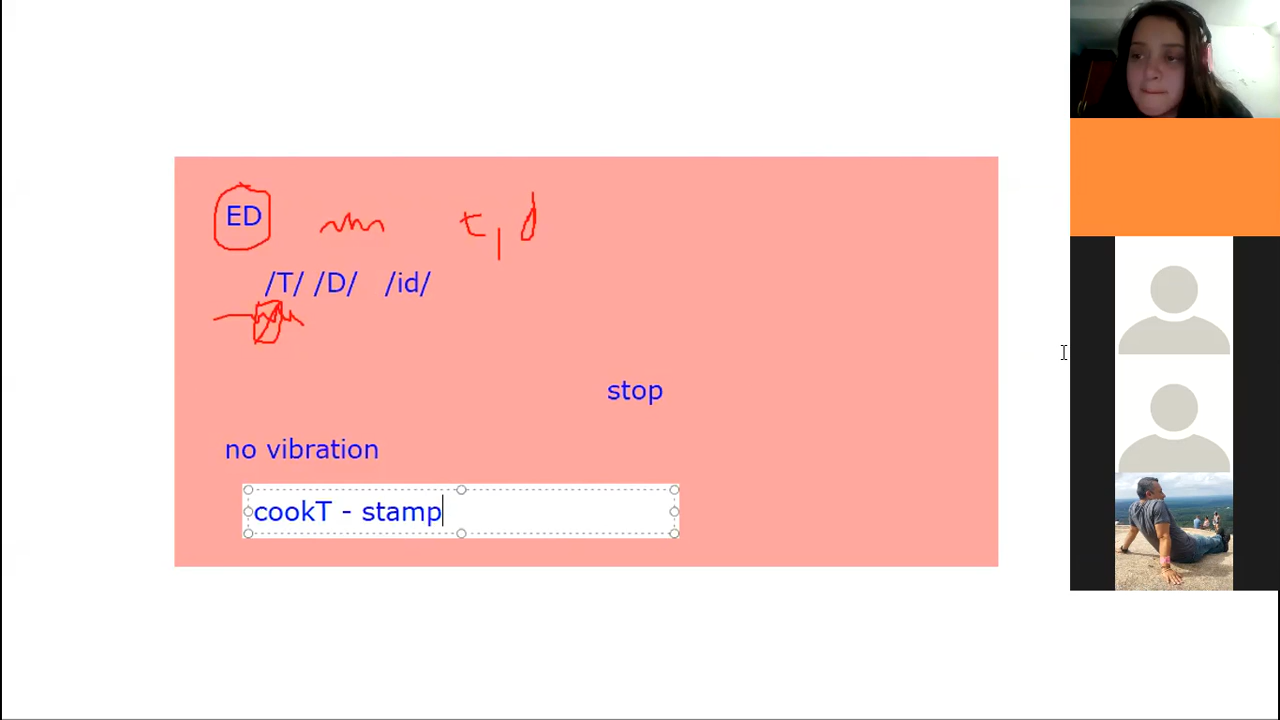 ED t, d
/T/ /D/ /id/
stop
no vibration
cookT - stamp